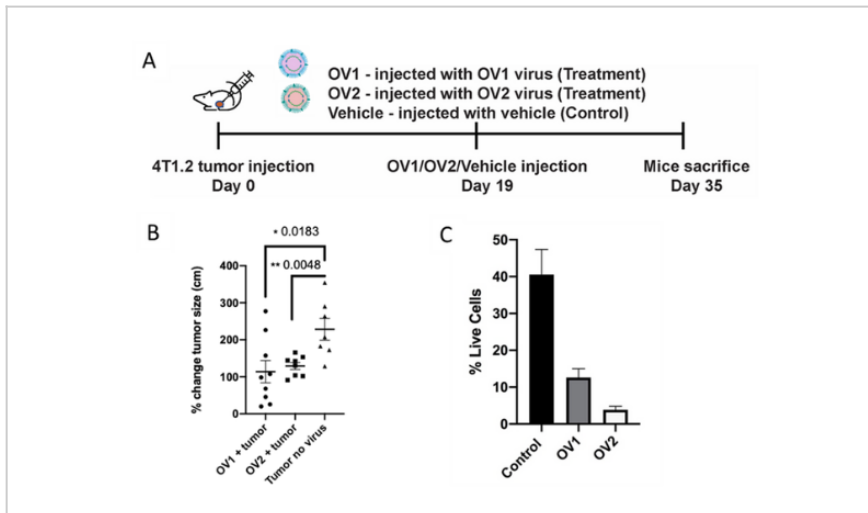 A
OV1 - injected with OV1 virus (Treatment)
OV2 - injected with OV2 virus (Treatment)
Vehicle - injected with vehicle (Control)
4T1.2 tumor injection
Day 0
OV1/OV2/Vehicle injection
Day 19
Mice sacrifice
Day 35
B
* 0.0183
** 0.0048
% change tumor size (cm)
400
300
200
100
0
OV1 + tumor
OV2 + tumor
Tumor no virus
C
% Live Cells
50
40
30
20
10
0
Control
OV1
OV2